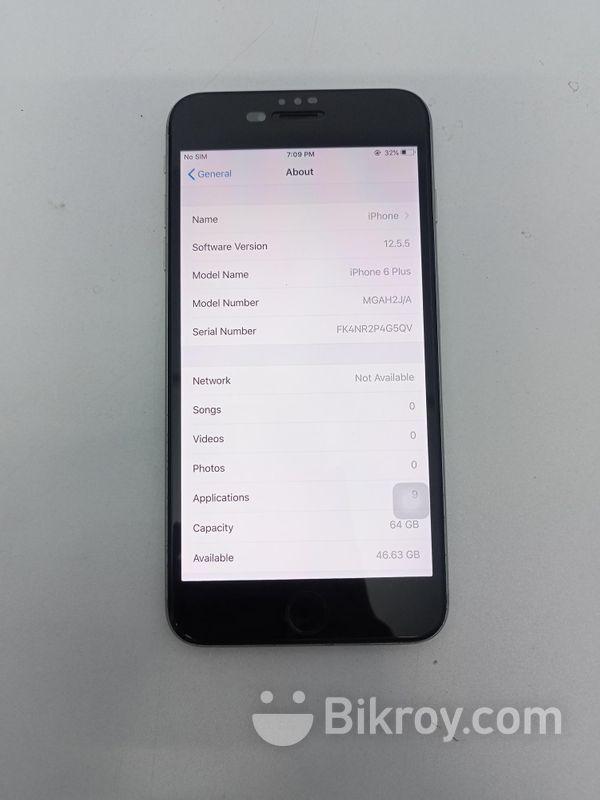 No SIM 7:09 PM 32%
General About
Name iPhone
Software Version 12.5.5
Model Name iPhone 6 Plus
Model Number MGAH2J/A
Serial Number FK4NR2P4G5QV
Network Not Available
Songs 0
Videos 0
Photos 0
Applications 9
Capacity 64 GB
Available 46.63 GB
Bikroy.com